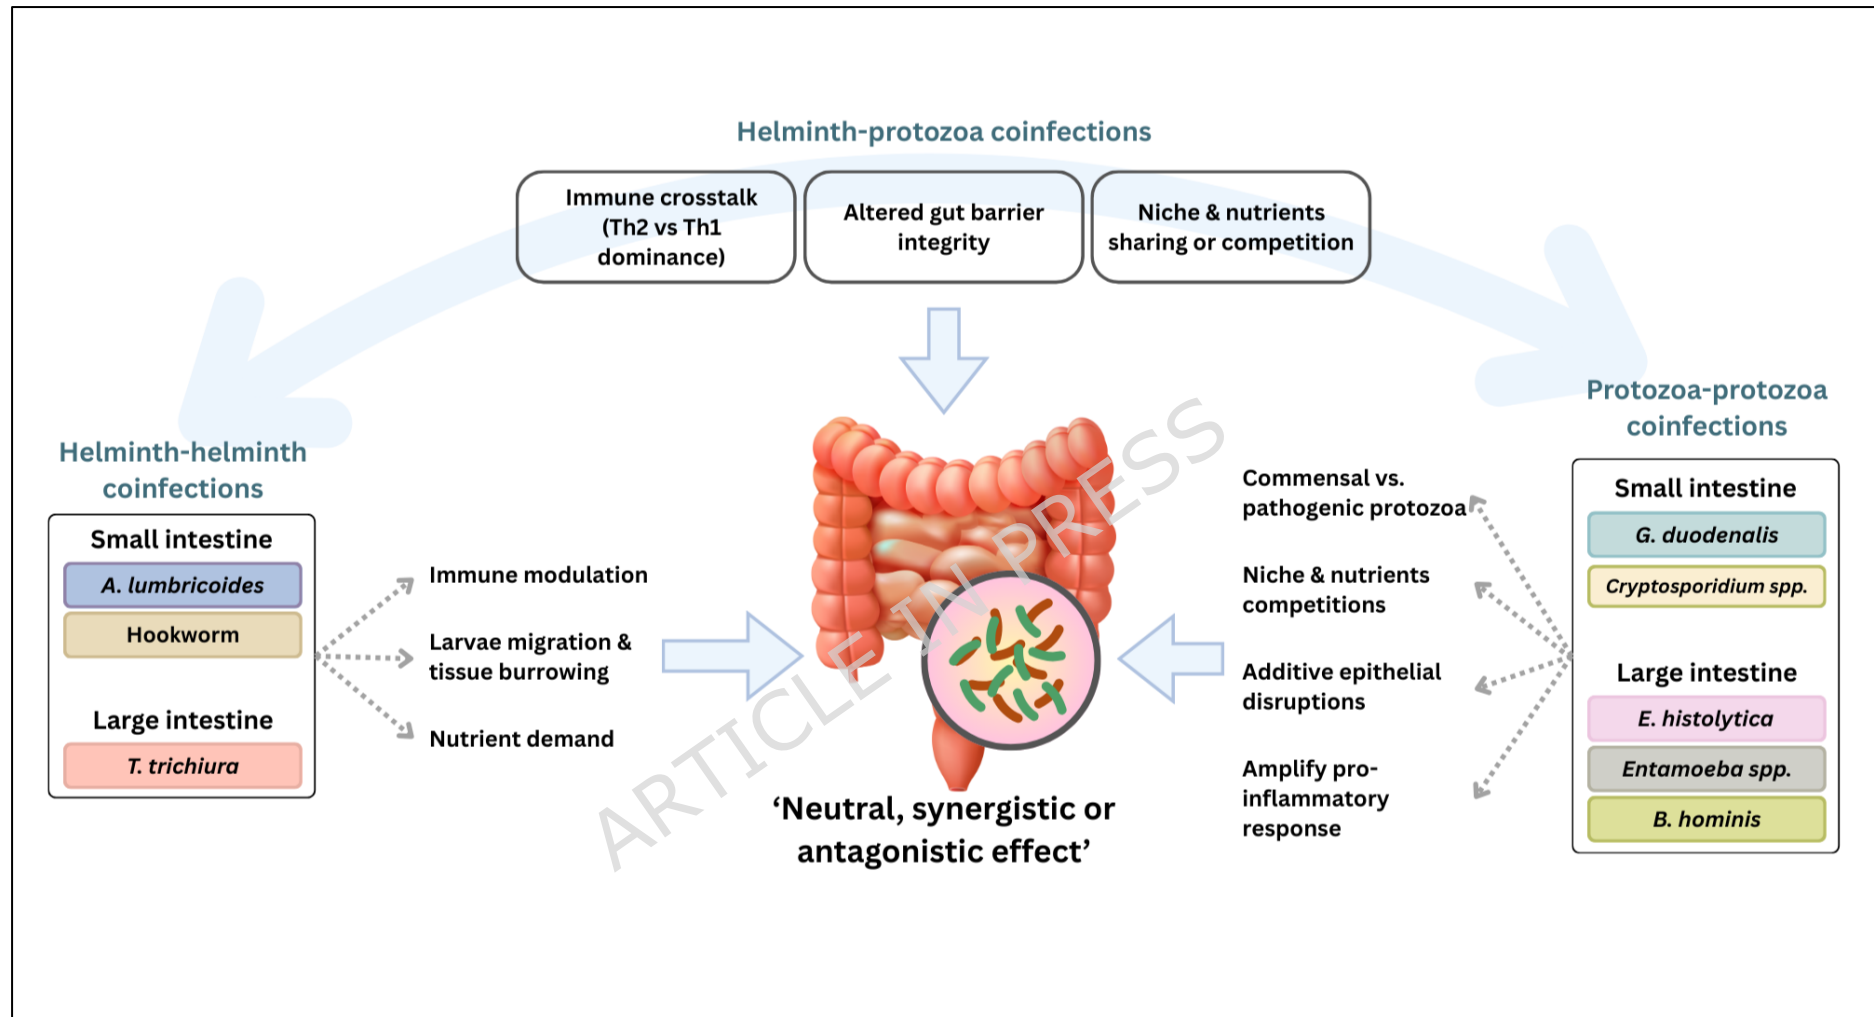 Helminth-protozoa coinfections
Immune crosstalk
(Th2 vs Th1
dominance)
Altered gut barrier
integrity
Niche & nutrients
sharing or competition
Helminth-helminth
coinfections
Small intestine
A. lumbricoides
Hookworm
Large intestine
T. trichiura
Immune modulation
Larvae migration &
tissue burrowing
Nutrient demand
ARTICLE IN PRESS
‘Neutral, synergistic or
antagonistic effect’
Commensal vs.
pathogenic protozoa
Niche & nutrients
competitions
Additive epithelial
disruptions
Amplify pro-
inflammatory
response
Protozoa-protozoa
coinfections
Small intestine
G. duodenalis
Cryptosporidium spp.
Large intestine
E. histolytica
Entamoeba spp.
B. hominis